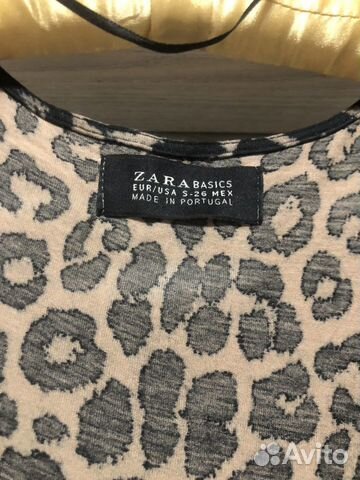 ZARA BASICS
EUR/USA S-26 MEX
MADE IN PORTUGAL
Avito